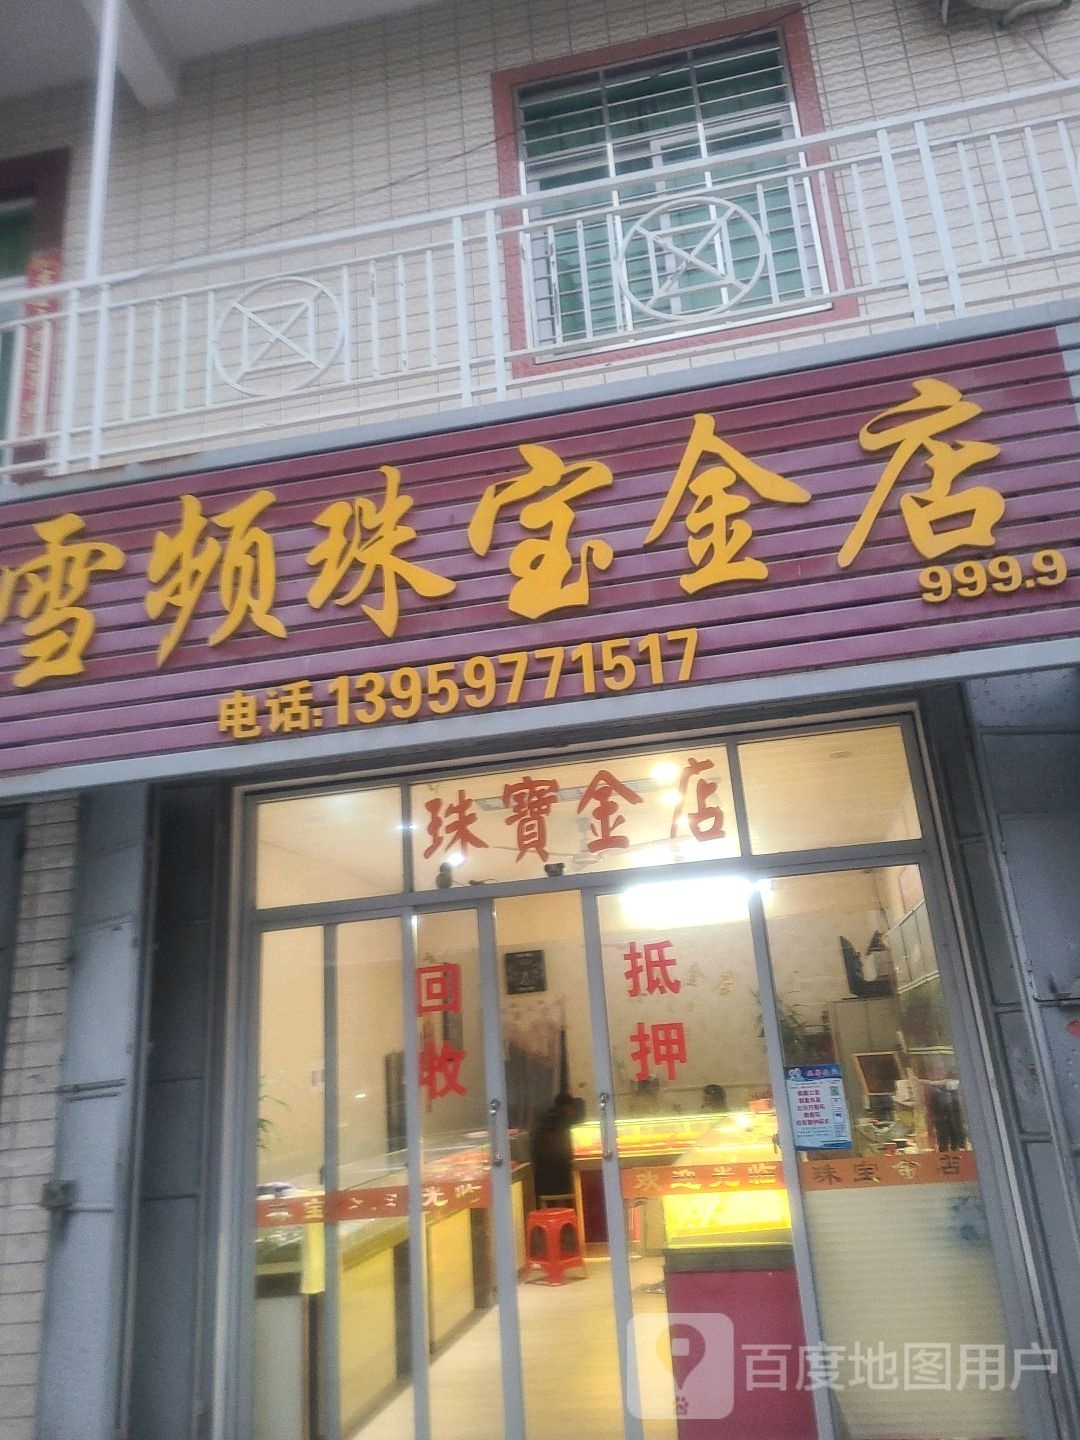 雪频珠宝金店
999.9
电话:13959771517
珠寶金店
回收
抵押
欢迎光临
珠宝金店
百度地图用户